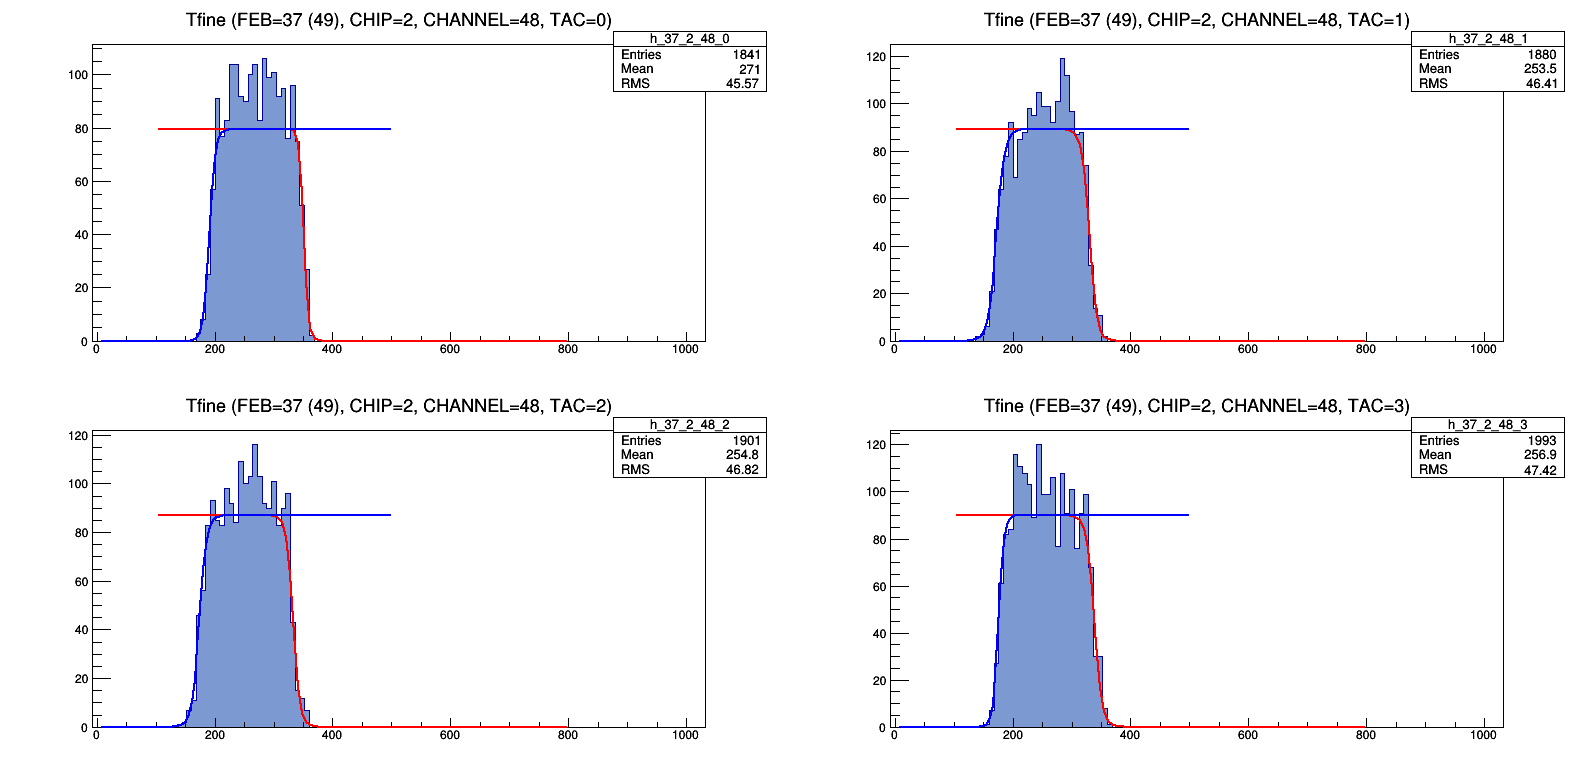 Tfine (FEB=37 (49), CHIP=2, CHANNEL=48, TAC=0)
h_37_2_48_0
Entries 1841
Mean 271
RMS 45.57
100
80
60
40
20
0
0 200 400 600 800 1000
Tfine (FEB=37 (49), CHIP=2, CHANNEL=48, TAC=1)
h_37_2_48_1
Entries 1880
Mean 253.5
RMS 46.41
120
100
80
60
40
20
0
0 200 400 600 800 1000
Tfine (FEB=37 (49), CHIP=2, CHANNEL=48, TAC=2)
h_37_2_48_2
Entries 1901
Mean 254.8
RMS 46.82
120
100
80
60
40
20
0
0 200 400 600 800 1000
Tfine (FEB=37 (49), CHIP=2, CHANNEL=48, TAC=3)
h_37_2_48_3
Entries 1993
Mean 256.9
RMS 47.42
120
100
80
60
40
20
0
0 200 400 600 800 1000